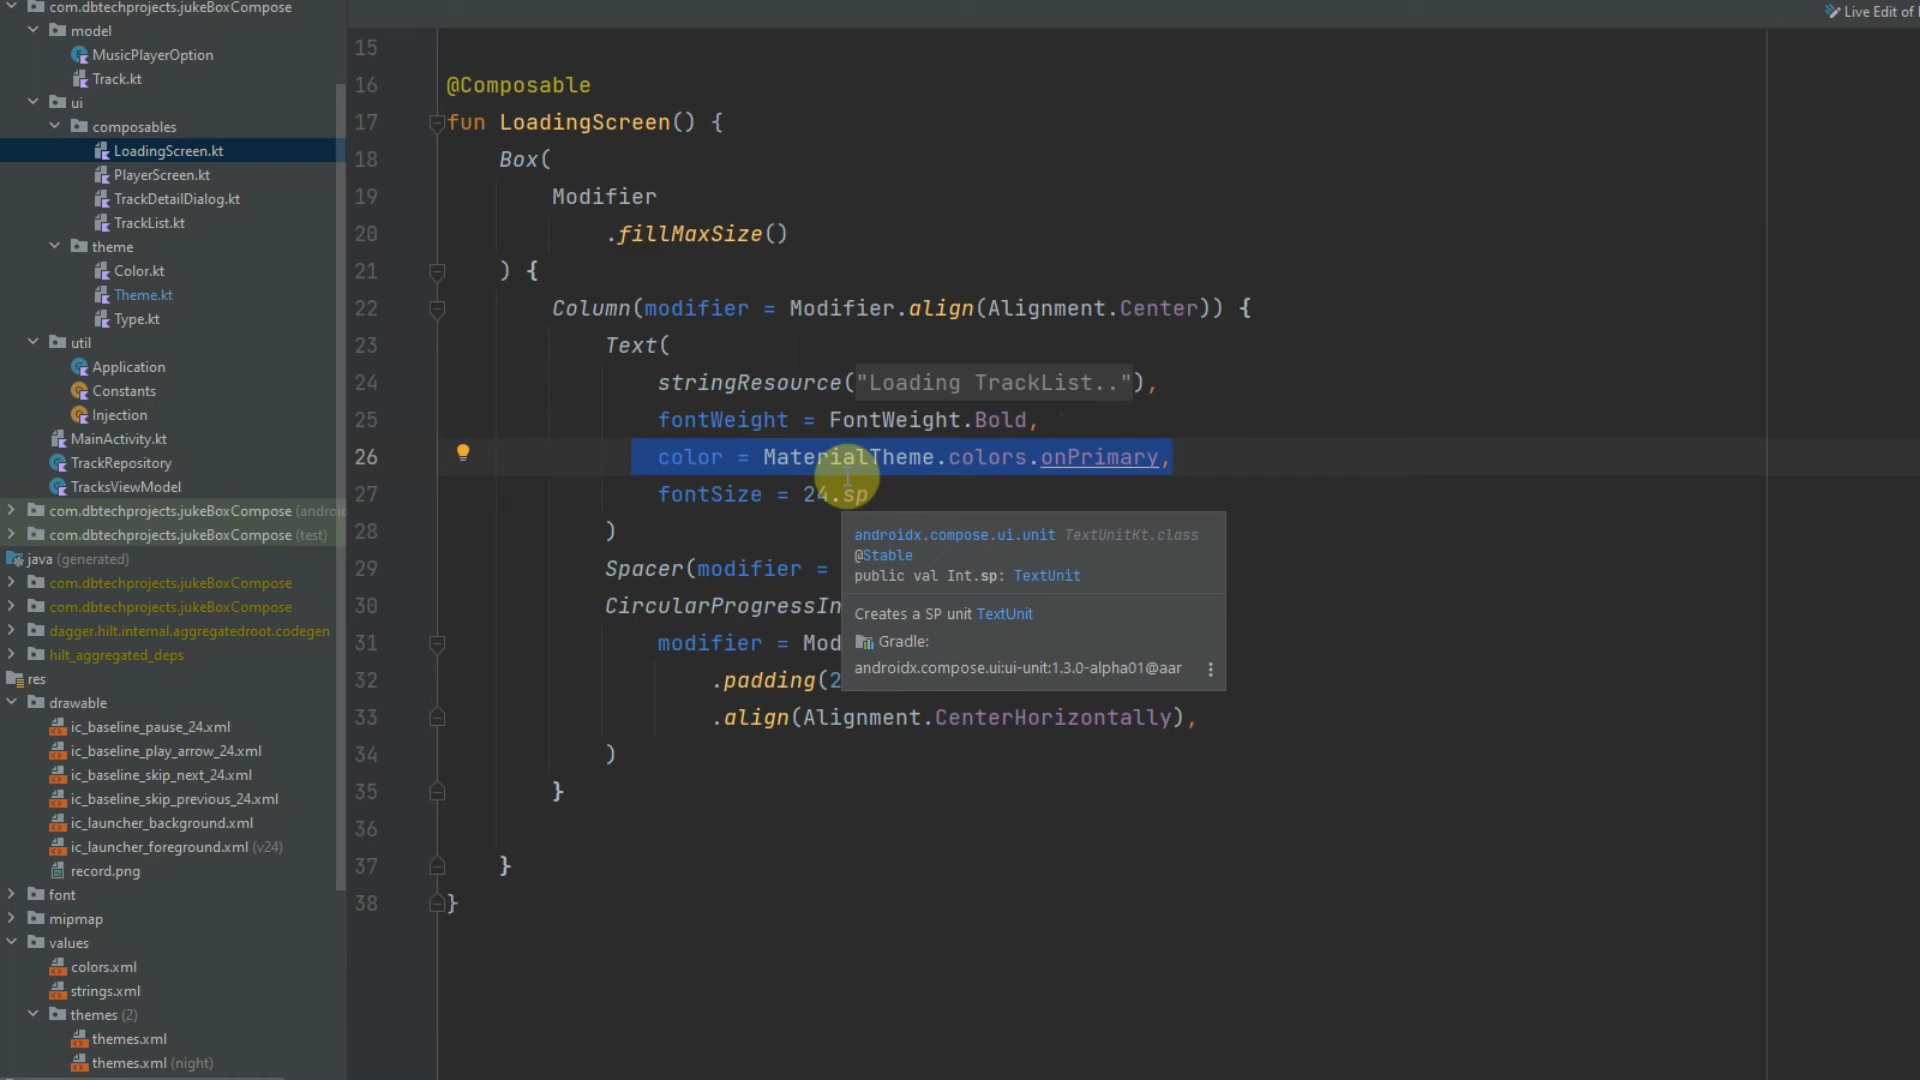 com.dbtechprojects.jukeBoxCompose
model
MusicPlayerOption
Track.kt
ui
composables
LoadingScreen.kt
PlayerScreen.kt
TrackDetailDialog.kt
TrackList.kt
theme
Color.kt
Theme.kt
Type.kt
util
Application
Constants
Injection
MainActivity.kt
TrackRepository
TracksViewModel
com.dbtechprojects.jukeBoxCompose (androi
com.dbtechprojects.jukeBoxCompose (test)
java (generated)
com.dbtechprojects.jukeBoxCompose
com.dbtechprojects.jukeBoxCompose
dagger.hilt.internal.aggregatedroot.codegen
hilt_aggregated_deps
res
drawable
ic_baseline_pause_24.xml
ic_baseline_play_arrow_24.xml
ic_baseline_skip_next_24.xml
ic_baseline_skip_previous_24.xml
ic_launcher_background.xml
ic_launcher_foreground.xml (v24)
record.png
font
mipmap
values
colors.xml
strings.xml
themes (2)
themes.xml
themes.xml (night)
Live Edit of
15
16 @Composable
17 fun LoadingScreen() {
18 Box(
19 Modifier
20 .fillMaxSize()
21 ) {
22 Column(modifier = Modifier.align(Alignment.Center)) {
23 Text(
24 stringResource("Loading TrackList.."),
25 fontWeight = FontWeight.Bold,
26 color = MaterialTheme.colors.onPrimary,
27 fontSize = 24.sp
28 )
29 Spacer(modifier =
30 CircularProgressIn
31 modifier = Mod
32 .padding(2
33 .align(Alignment.CenterHorizontally),
34 )
35 }
36
37 }
38 }
androidx.compose.ui.unit TextUnitKt.class
@Stable
public val Int.sp: TextUnit
Creates a SP unit TextUnit
Gradle:
androidx.compose.ui:ui-unit:1.3.0-alpha01@aar